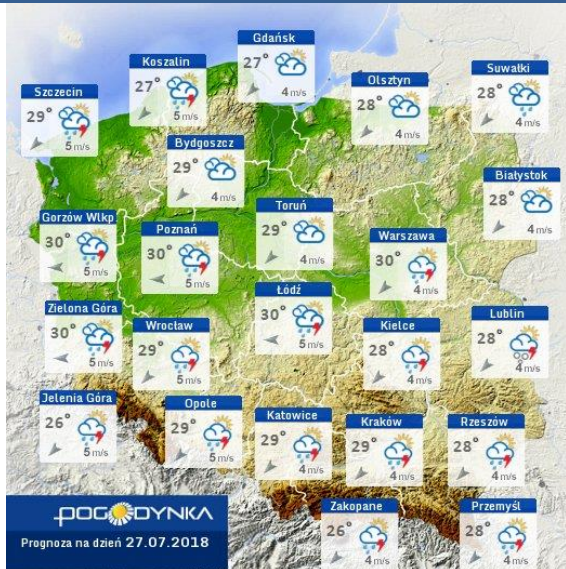 Gdańsk
27° 4 m/s
Koszalin
27° 5 m/s
Olsztyn
28° 4 m/s
Suwałki
28° 4 m/s
Szczecin
29° 5 m/s
Bydgoszcz
29° 4 m/s
Białystok
28° 4 m/s
Gorzów Wlkp
30° 5 m/s
Poznań
30° 5 m/s
Toruń
29° 4 m/s
Warszawa
30° 4 m/s
Zielona Góra
30° 5 m/s
Wrocław
29° 5 m/s
Łódź
30° 5 m/s
Kielce
28° 4 m/s
Lublin
28° 4 m/s
Jelenia Góra
26° 5 m/s
Opole
29° 5 m/s
Katowice
29° 4 m/s
Kraków
29° 4 m/s
Rzeszów
28° 4 m/s
Zakopane
26° 4 m/s
Przemyśl
28° 4 m/s
POGODYNKA
Prognoza na dzień 27.07.2018